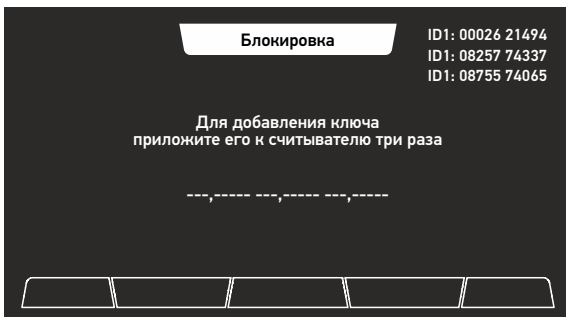 Блокировка
ID1: 00026 21494
ID1: 08257 74337
ID1: 08755 74065
Для добавления ключа
приложите его к считывателю три раза
---,----- ---,----- ---,-----